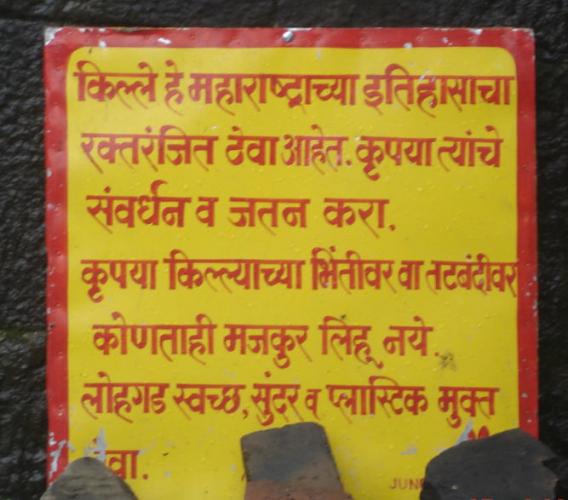 किल्ले हे महाराष्ट्राच्या इतिहासाचा
रक्तरंजित ठेवा आहेत. कृपया त्यांचे
संवर्धन व जतन करा.
कृपया किल्ल्याच्या भिंतीवर वा तटबंदीवर
कोणताही मजकुर लिहू नये.
लोहगड स्वच्छ, सुंदर व प्लास्टिक मुक्त